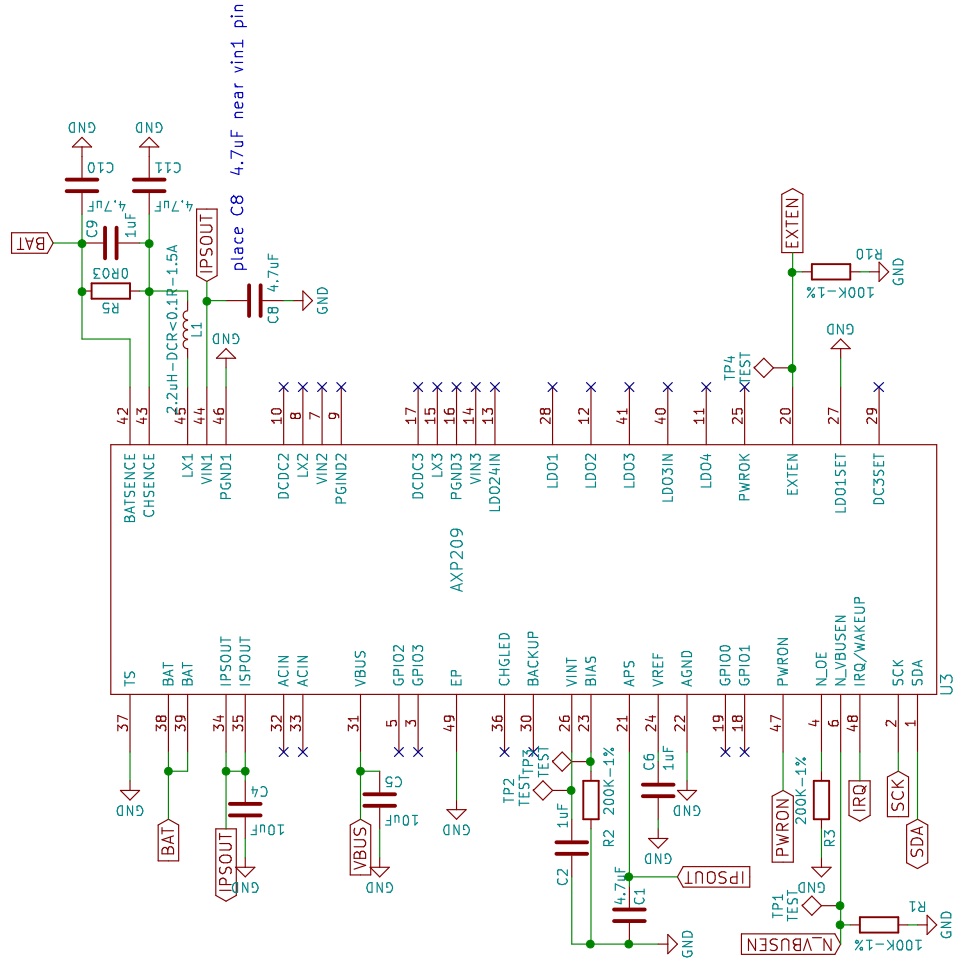 place C8 4.7uF near vin1 pin
GND
GND
C10
4.7uF
C11
4.7uF
BAT
C9
1uF
0R03
R5
2.2uH-DCR<0.1R-1.5A
L1
IPSOUT
4.7uF
C8
GND
GND
EXTEN
R10
100K-1%
GND
TP4
TEST
GND
42
43
45
44
46
10
8
7
9
17
15
16
14
13
28
12
41
40
11
25
20
27
29
BATSENCE
CHSENCE
LX1
VIN1
PGND1
DCDC2
LX2
VIN2
PGIND2
DCDC3
LX3
PGND3
VIN3
LDO24IN
LDO1
LDO2
LDO3
LDO3IN
LDO4
PWROK
EXTEN
LDO1SET
DC3SET
AXP209
U3
TS
BAT
BAT
IPSOUT
ISPOUT
ACIN
ACIN
VBUS
GPIO2
GPIO3
EP
CHGLED
BACKUP
VINT
BIAS
APS
VREF
AGND
GPIO0
GPIO1
PWRON
N_OE
N_VBUSEN
IRQ/WAKEUP
SCK
SDA
37
38
39
34
35
32
33
31
5
3
49
36
30
26
23
21
24
22
19
18
47
4
6
48
2
1
GND
BAT
IPSOUT
C4
10uF
GND
VBUS
C5
10uF
GND
GND
TP2
TEST
TP3
TEST
1uF
C2
200K-1%
R2
4.7uF
C1
IPSOUT
GND
C6
1uF
GND
GND
PWRON
200K-1%
R3
GND
IRQ
SCK
SDA
TP1
TEST
N_VBUSEN
R1
100K-1%
GND